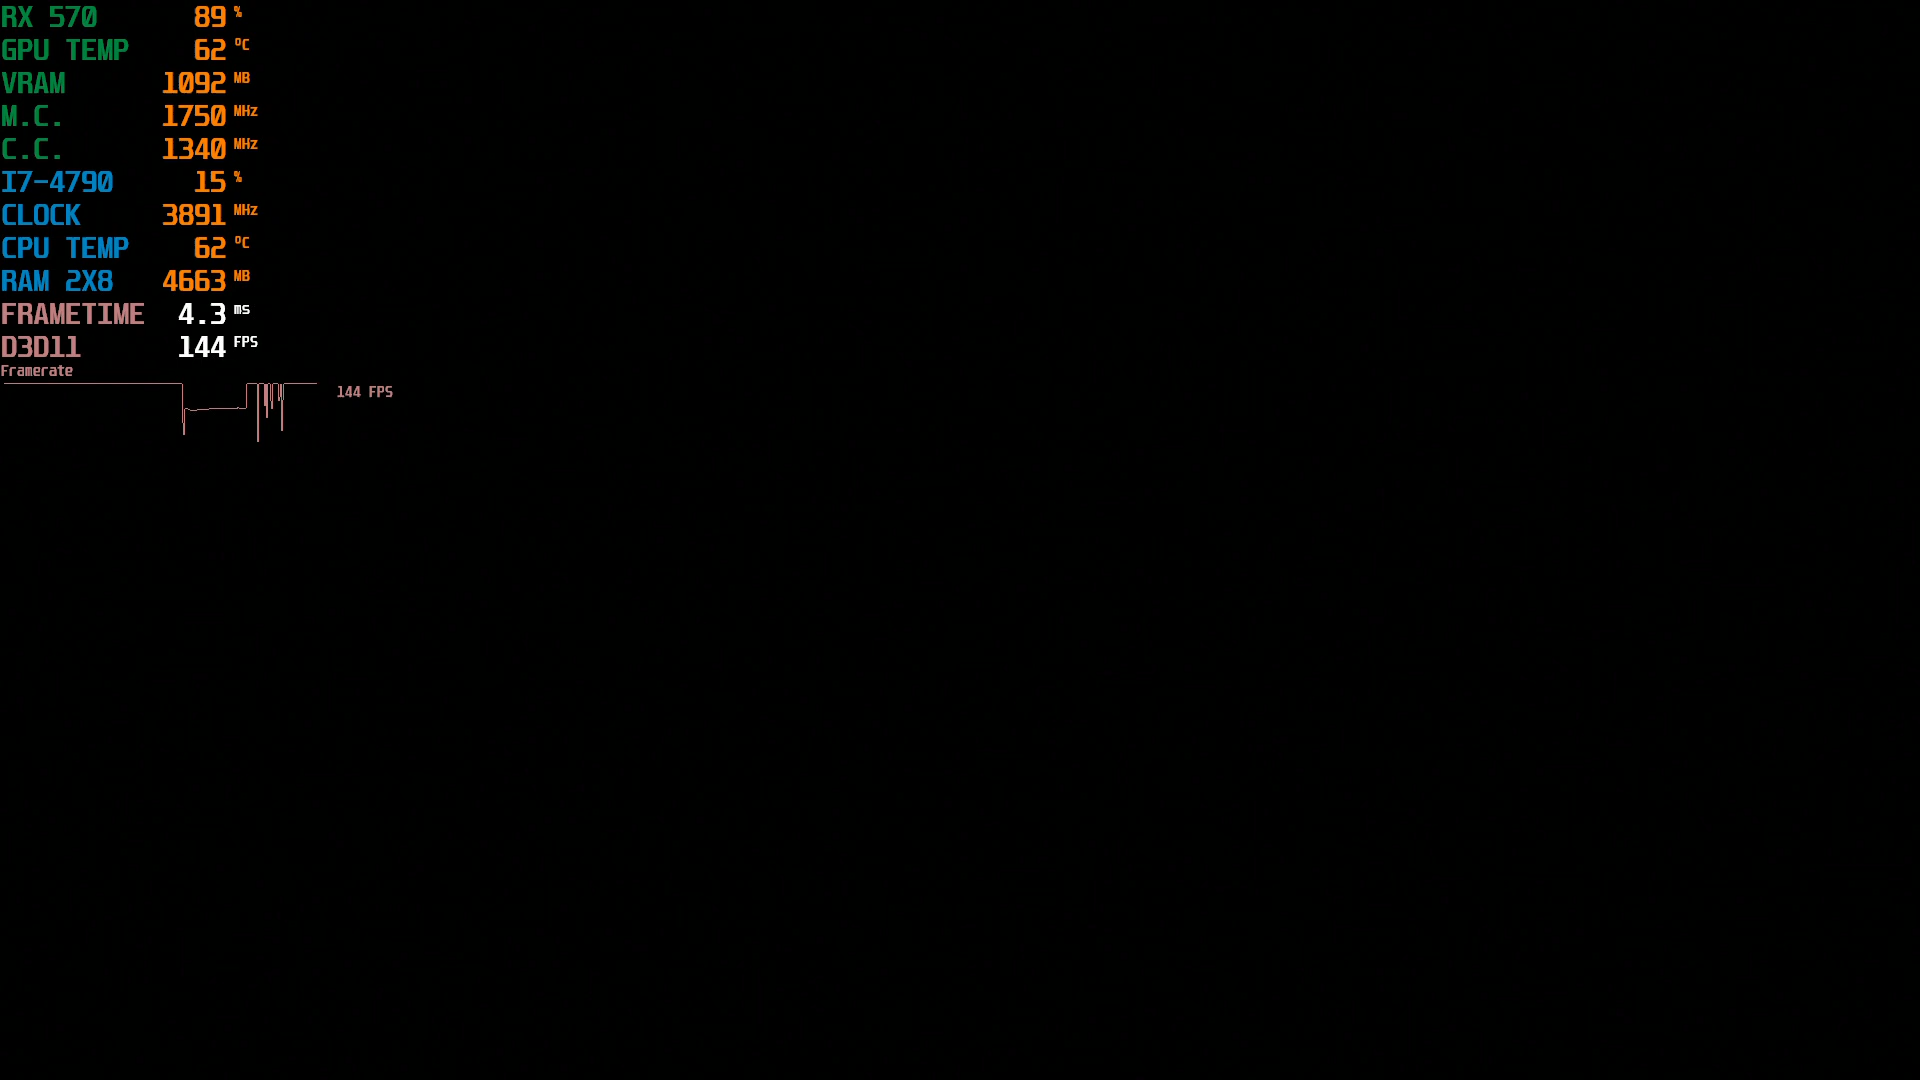 RX 570 89 %
GPU TEMP 62 °C
VRAM 1092 MB
M.C. 1750 MHz
C.C. 1340 MHz
I7-4790 15 %
CLOCK 3891 MHz
CPU TEMP 62 °C
RAM 2X8 4663 MB
FRAMETIME 4.3 ms
D3D11 144 FPS
Framerate
144 FPS